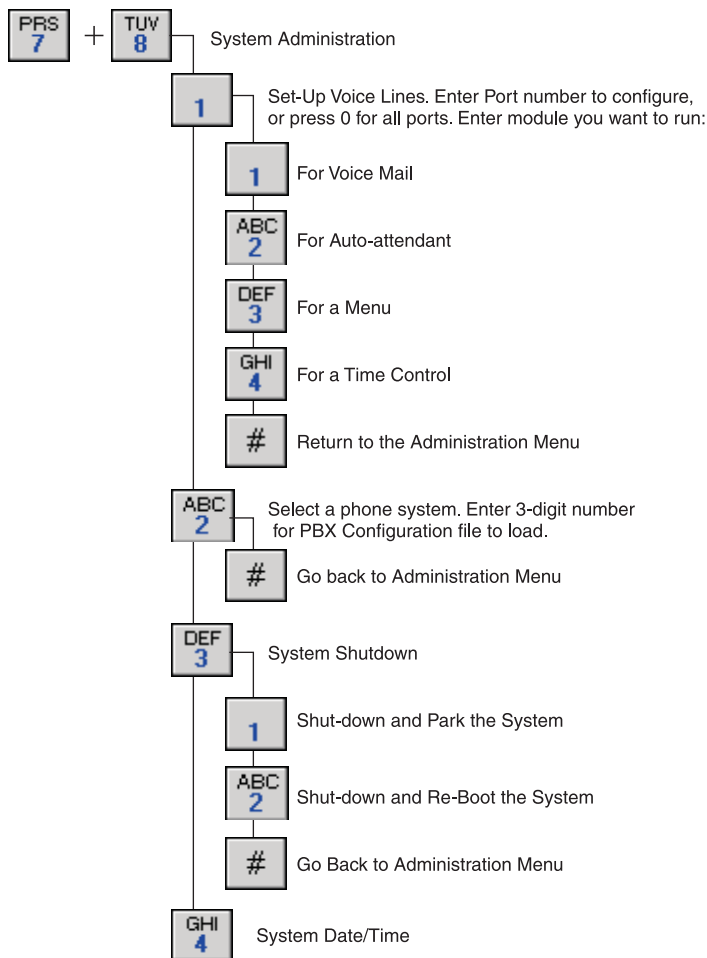 PRS
7
+
TUV
8
System Administration
1
Set-Up Voice Lines. Enter Port number to configure,
or press 0 for all ports. Enter module you want to run:
1
For Voice Mail
ABC
2
For Auto-attendant
DEF
3
For a Menu
GHI
4
For a Time Control
#
Return to the Administration Menu
ABC
2
Select a phone system. Enter 3-digit number
for PBX Configuration file to load.
#
Go back to Administration Menu
DEF
3
System Shutdown
1
Shut-down and Park the System
ABC
2
Shut-down and Re-Boot the System
#
Go Back to Administration Menu
GHI
4
System Date/Time